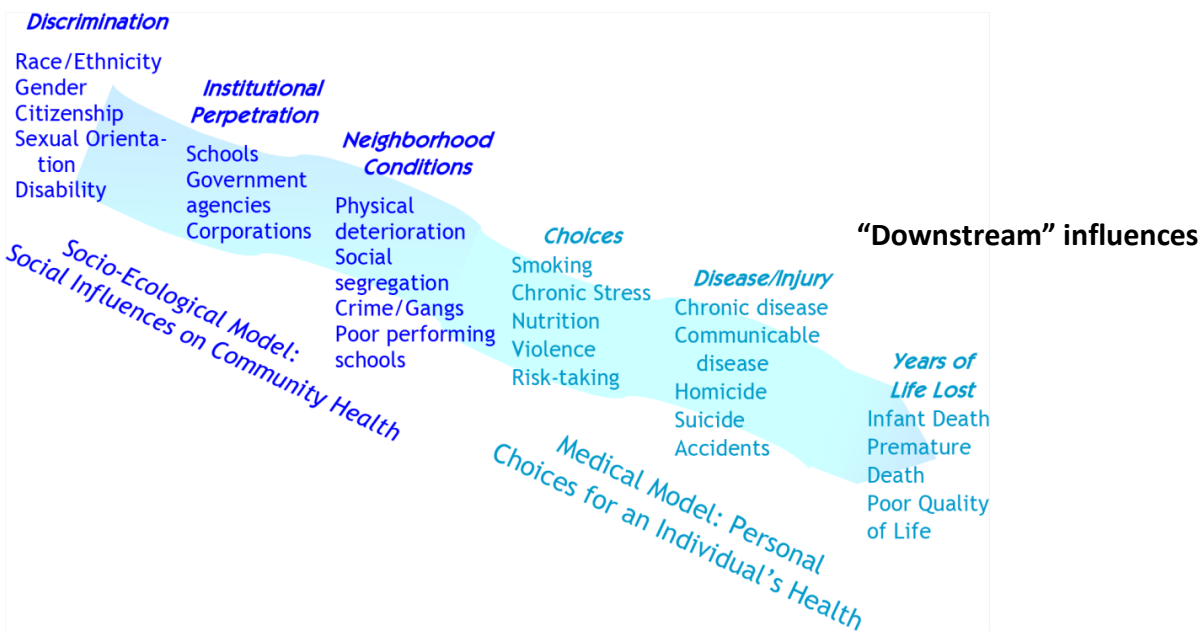 Discrimination
Race/Ethnicity
Gender
Citizenship
Sexual Orienta-
tion
Disability
Institutional
Perpetration
Schools
Government
agencies
Corporations
Neighborhood
Conditions
Physical
deterioration
Social
segregation
Crime/Gangs
Poor performing
schools
Socio-Ecological Model:
Social Influences on Community Health
Choices
Smoking
Chronic Stress
Nutrition
Violence
Risk-taking
“Downstream” influences
Disease/Injury
Chronic disease
Communicable
disease
Homicide
Suicide
Accidents
Years of
Life Lost
Infant Death
Premature
Death
Poor Quality
of Life
Medical Model: Personal
Choices for an Individual’s Health